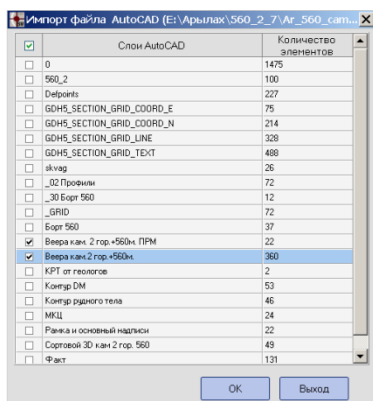 Импорт файла AutoCAD (E:\Арылах\560_2_7\Ar_560_cam...
Слои AutoCAD Количество элементов
0 1475
560_2 100
Defpoints 227
GDH5_SECTION_GRID_COORD_E 75
GDH5_SECTION_GRID_COORD_N 214
GDH5_SECTION_GRID_LINE 328
GDH5_SECTION_GRID_TEXT 488
skvag 26
_02 Профили 72
_30 Борт 560 12
_GRID 72
Борт 560 37
Веера кам. 2 гор.+560м. ПРМ 22
Веера кам.2 гор.+560м. 360
КРТ от геологов 2
Контур DM 53
Контур рудного тела 46
МКЦ 24
Рамка и основный надписи 22
Сортовой 3D кам 2 гор. 560 49
Факт 131
OK Выход